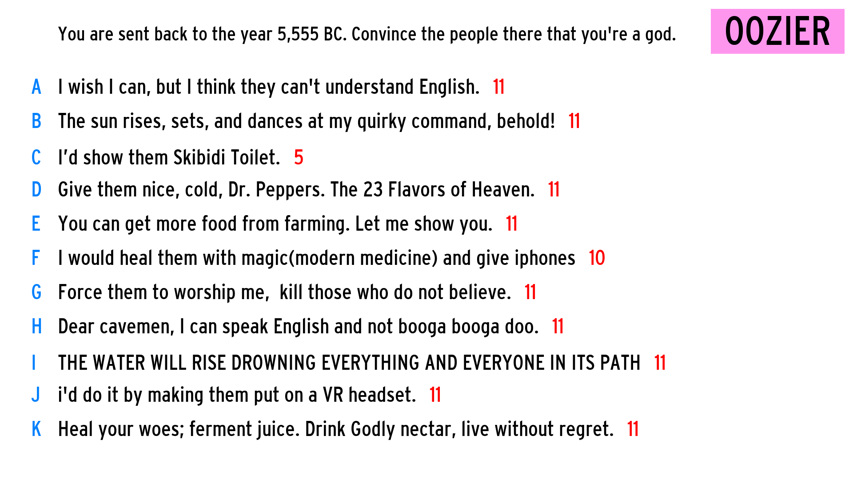 You are sent back to the year 5,555 BC. Convince the people there that you're a god.
OOZIER
A I wish I can, but I think they can't understand English. 11
B The sun rises, sets, and dances at my quirky command, behold! 11
C I’d show them Skibidi Toilet. 5
D Give them nice, cold, Dr. Peppers. The 23 Flavors of Heaven. 11
E You can get more food from farming. Let me show you. 11
F I would heal them with magic(modern medicine) and give iphones 10
G Force them to worship me,  kill those who do not believe. 11
H Dear cavemen, I can speak English and not booga booga doo. 11
I THE WATER WILL RISE DROWNING EVERYTHING AND EVERYONE IN ITS PATH 11
J i'd do it by making them put on a VR headset. 11
K Heal your woes; ferment juice. Drink Godly nectar, live without regret. 11